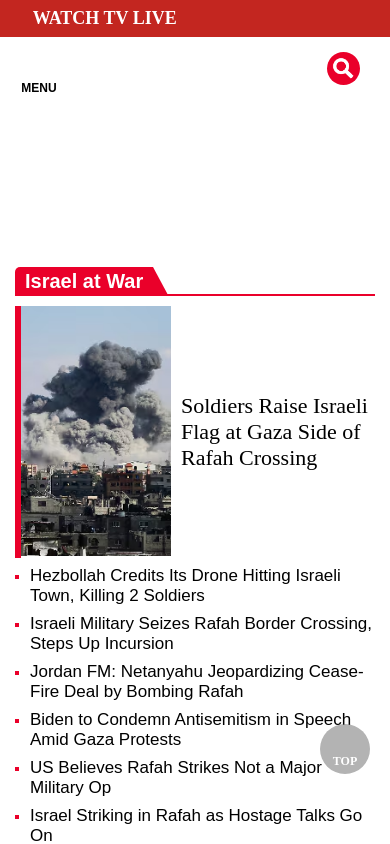 WATCH TV LIVE
MENU
Israel at War
Soldiers Raise Israeli
Flag at Gaza Side of
Rafah Crossing
Hezbollah Credits Its Drone Hitting Israeli
Town, Killing 2 Soldiers
Israeli Military Seizes Rafah Border Crossing,
Steps Up Incursion
Jordan FM: Netanyahu Jeopardizing Cease-
Fire Deal by Bombing Rafah
Biden to Condemn Antisemitism in Speech
Amid Gaza Protests
US Believes Rafah Strikes Not a Major
Military Op
TOP
Israel Striking in Rafah as Hostage Talks Go
On